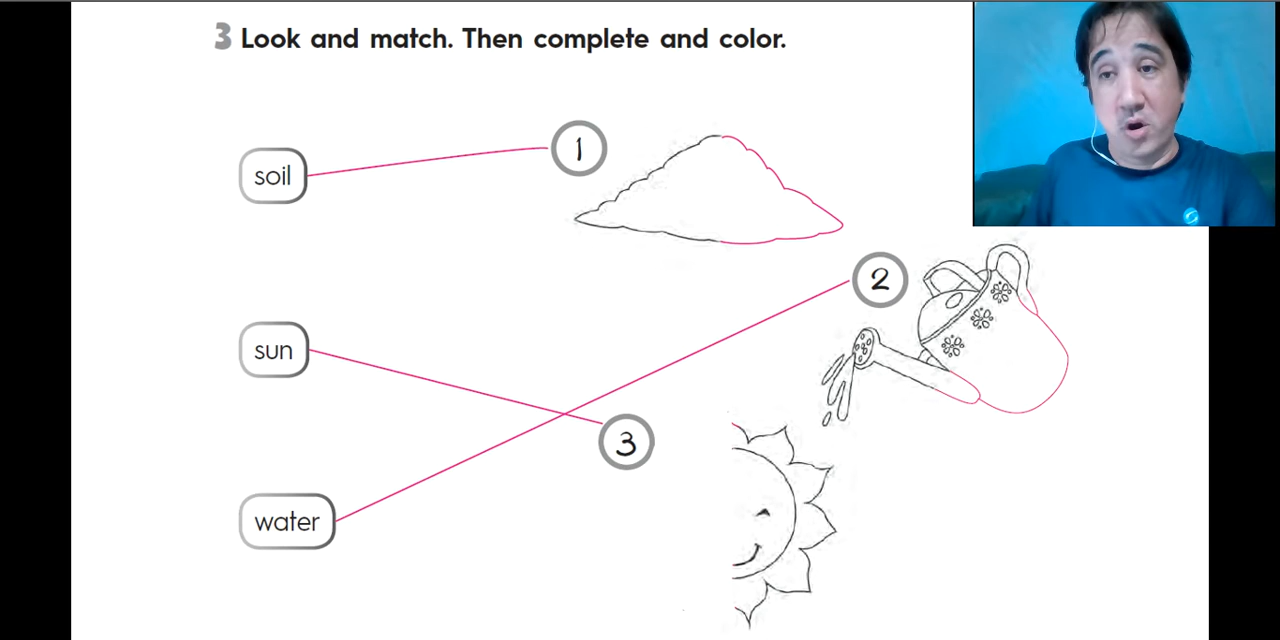 3 Look and match. Then complete and color.
soil
1
2
sun
3
water